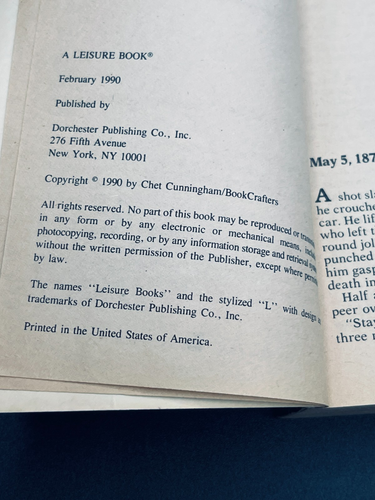 A LEISURE BOOK®
February 1990
Published by
Dorchester Publishing Co., Inc.
276 Fifth Avenue
New York, NY 10001
Copyright © 1990 by Chet Cunningham/BookCrafters
All rights reserved. No part of this book may be reproduced or
in any form or by any electronic or mechanical means,
photocopying, recording, or by any information storage and retrieval
without the written permission of the Publisher, except where
by law.
The names "Leisure Books" and the stylized "L" with design
trademarks of Dorchester Publishing Co., Inc.
Printed in the United States of America.
May 5, 187
A shot
he crouche
car. He
who left
round
punched
him gasp
death in
Half
peer
"Stay
three